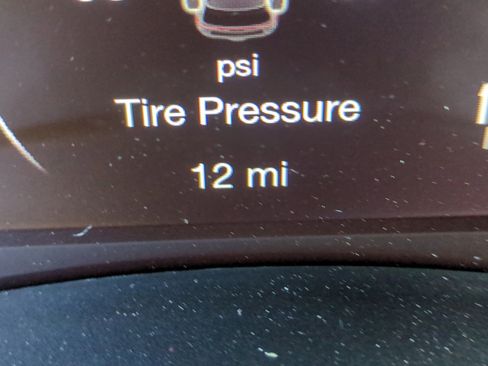 psi
Tire Pressure
12 mi